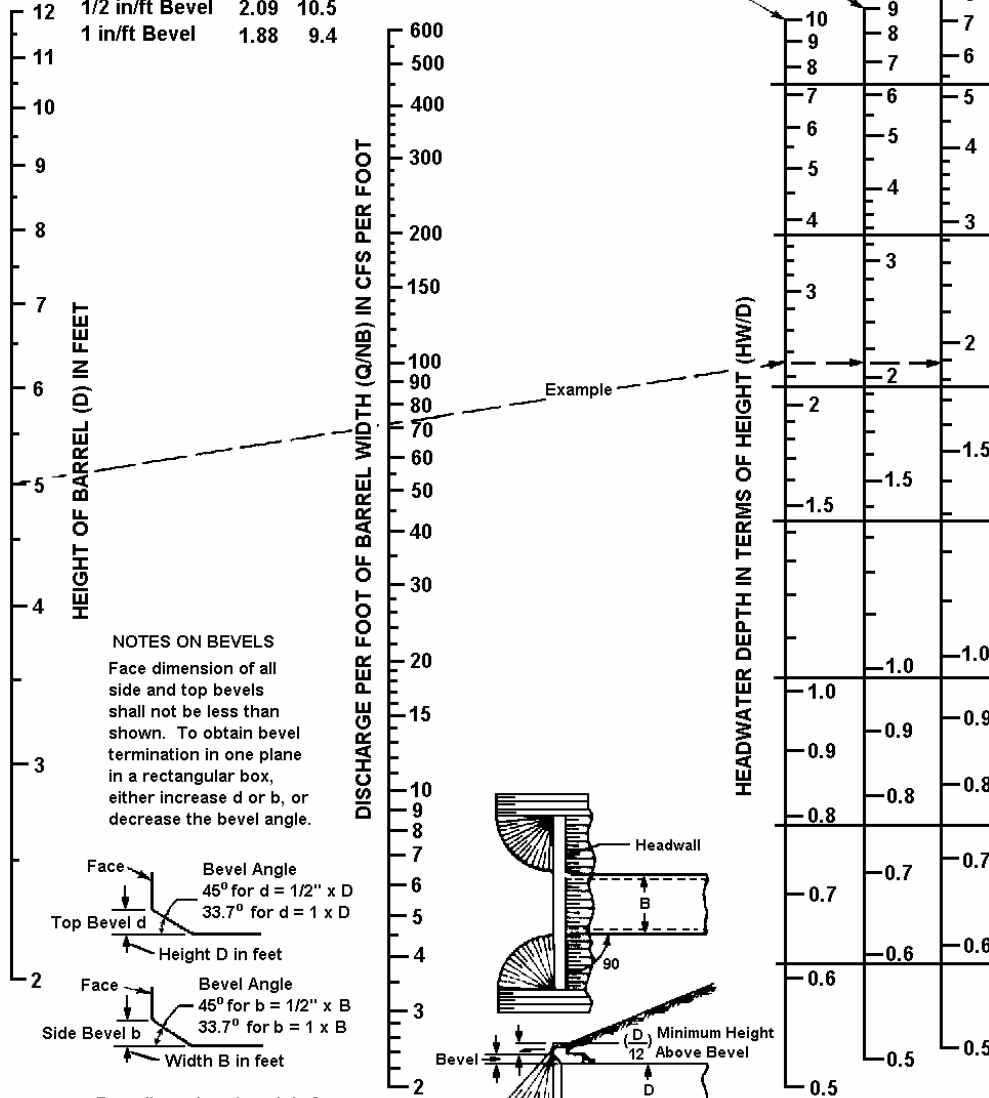 1/2 in/ft Bevel 2.09 10.5
1 in/ft Bevel 1.88 9.4
12
11
10
9
8
7
6
5
4
3
2
HEIGHT OF BARREL (D) IN FEET
600
500
400
300
200
150
100
90
80
70
60
50
40
30
20
15
10
9
8
7
6
5
4
3
2
DISCHARGE PER FOOT OF BARREL WIDTH (Q/NB) IN CFS PER FOOT
Example
HEADWATER DEPTH IN TERMS OF HEIGHT (HW/D)
10
9
8
7
6
5
4
3
2
1.5
1.0
0.9
0.8
0.7
0.6
0.5
9
8
7
6
5
4
3
2
1.5
1.0
0.9
0.8
0.7
0.6
0.5
7
6
5
4
3
2
1.5
1.0
0.9
0.8
0.7
0.6
0.5
NOTES ON BEVELS
Face dimension of all
side and top bevels
shall not be less than
shown. To obtain bevel
termination in one plane
in a rectangular box,
either increase d or b, or
decrease the bevel angle.
Face
Bevel Angle
45⁰ for d = 1/2" x D
33.7⁰ for d = 1 x D
Top Bevel d
Height D in feet
Face
Bevel Angle
45⁰ for b = 1/2" x B
33.7⁰ for b = 1 x B
Side Bevel b
Width B in feet
Headwall
B
90
Bevel
(D/12) Minimum Height
Above Bevel
D